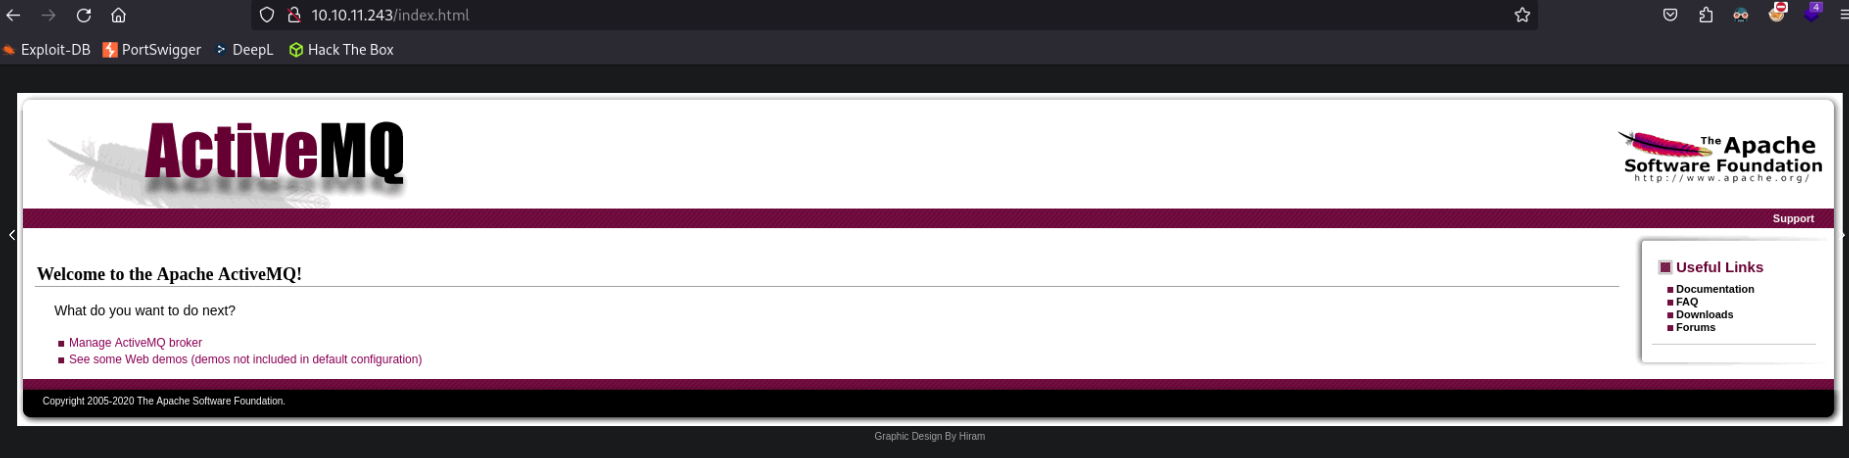 10.10.11.243/index.html
4
Exploit-DB PortSwigger DeepL Hack The Box
ActiveMQ
The Apache
Software Foundation
http://www.apache.org/
Support
Welcome to the Apache ActiveMQ!
What do you want to do next?
Manage ActiveMQ broker
See some Web demos (demos not included in default configuration)
Useful Links
Documentation
FAQ
Downloads
Forums
Copyright 2005-2020 The Apache Software Foundation.
Graphic Design By Hiram